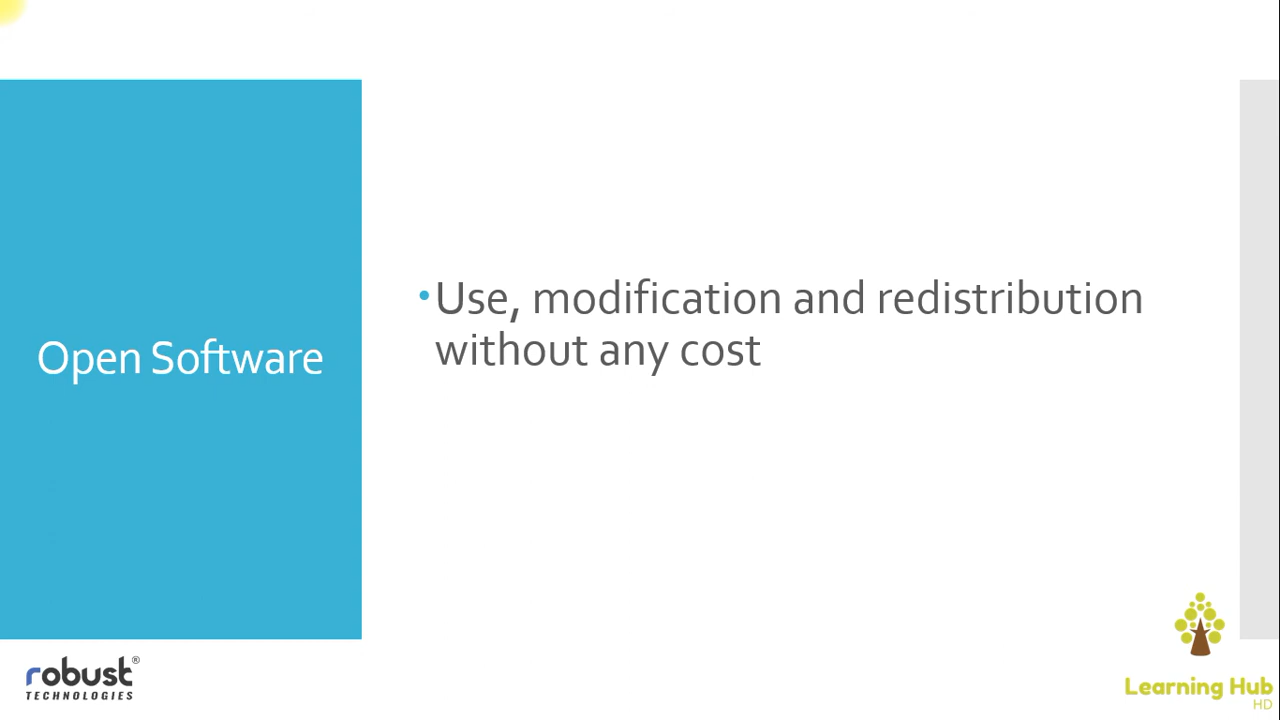 Open Software
•Use, modification and redistribution
without any cost
robust®
TECHNOLOGIES
Learning Hub
HD